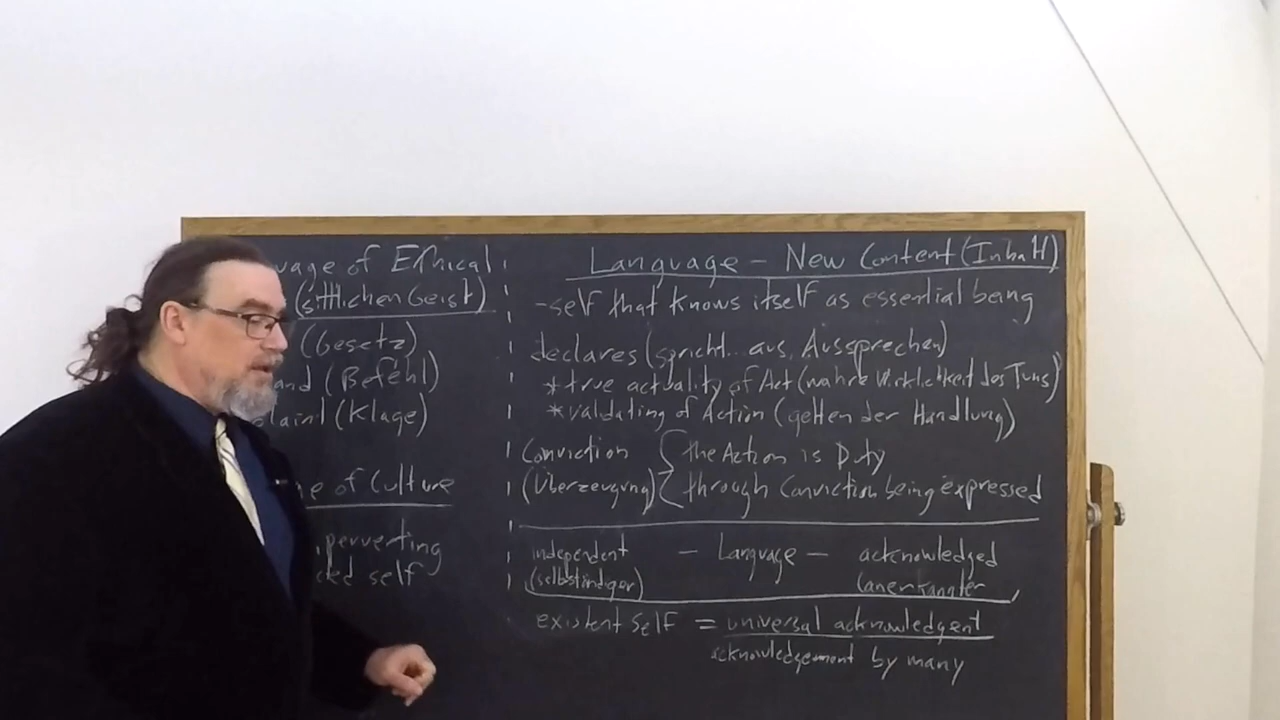 uage of Ethical
(sittlichen Geist)
(Gesetz)
and (Befehl)
plaint (Klage)
e of Culture
perverting
cted self
Language - New Content (Inhalt)
- self that knows itself as essential being
declares (spricht... aus, Aussprechen)
* true actuality of Act (wahre Wirklichkeit des Tuns)
* validating of Action (gelten der Handlung)
Conviction { the Action is Duty
(Überzeugung) { through Conviction being expressed
independent - Language - acknowledged
(selbständiger) (anerkannter
existent self = universal acknowledgent
acknowledgement by many